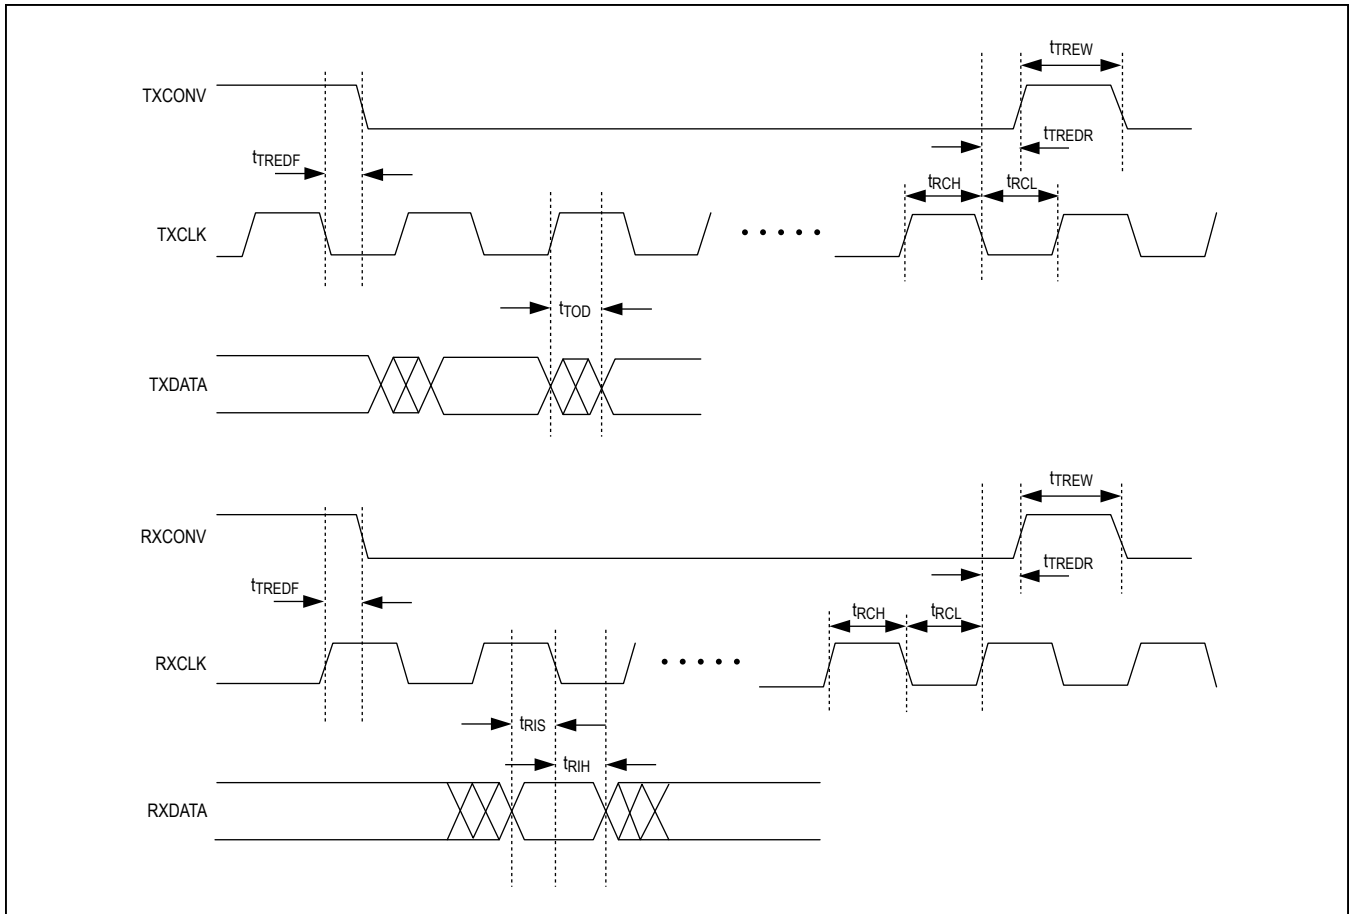 tTREW
TXCONV
tTREDR
tTREDF
tRCH
tRCL
TXCLK
tTOD
TXDATA
tTREW
RXCONV
tTREDR
tTREDF
tRCH
tRCL
RXCLK
tRIS
tRIH
RXDATA